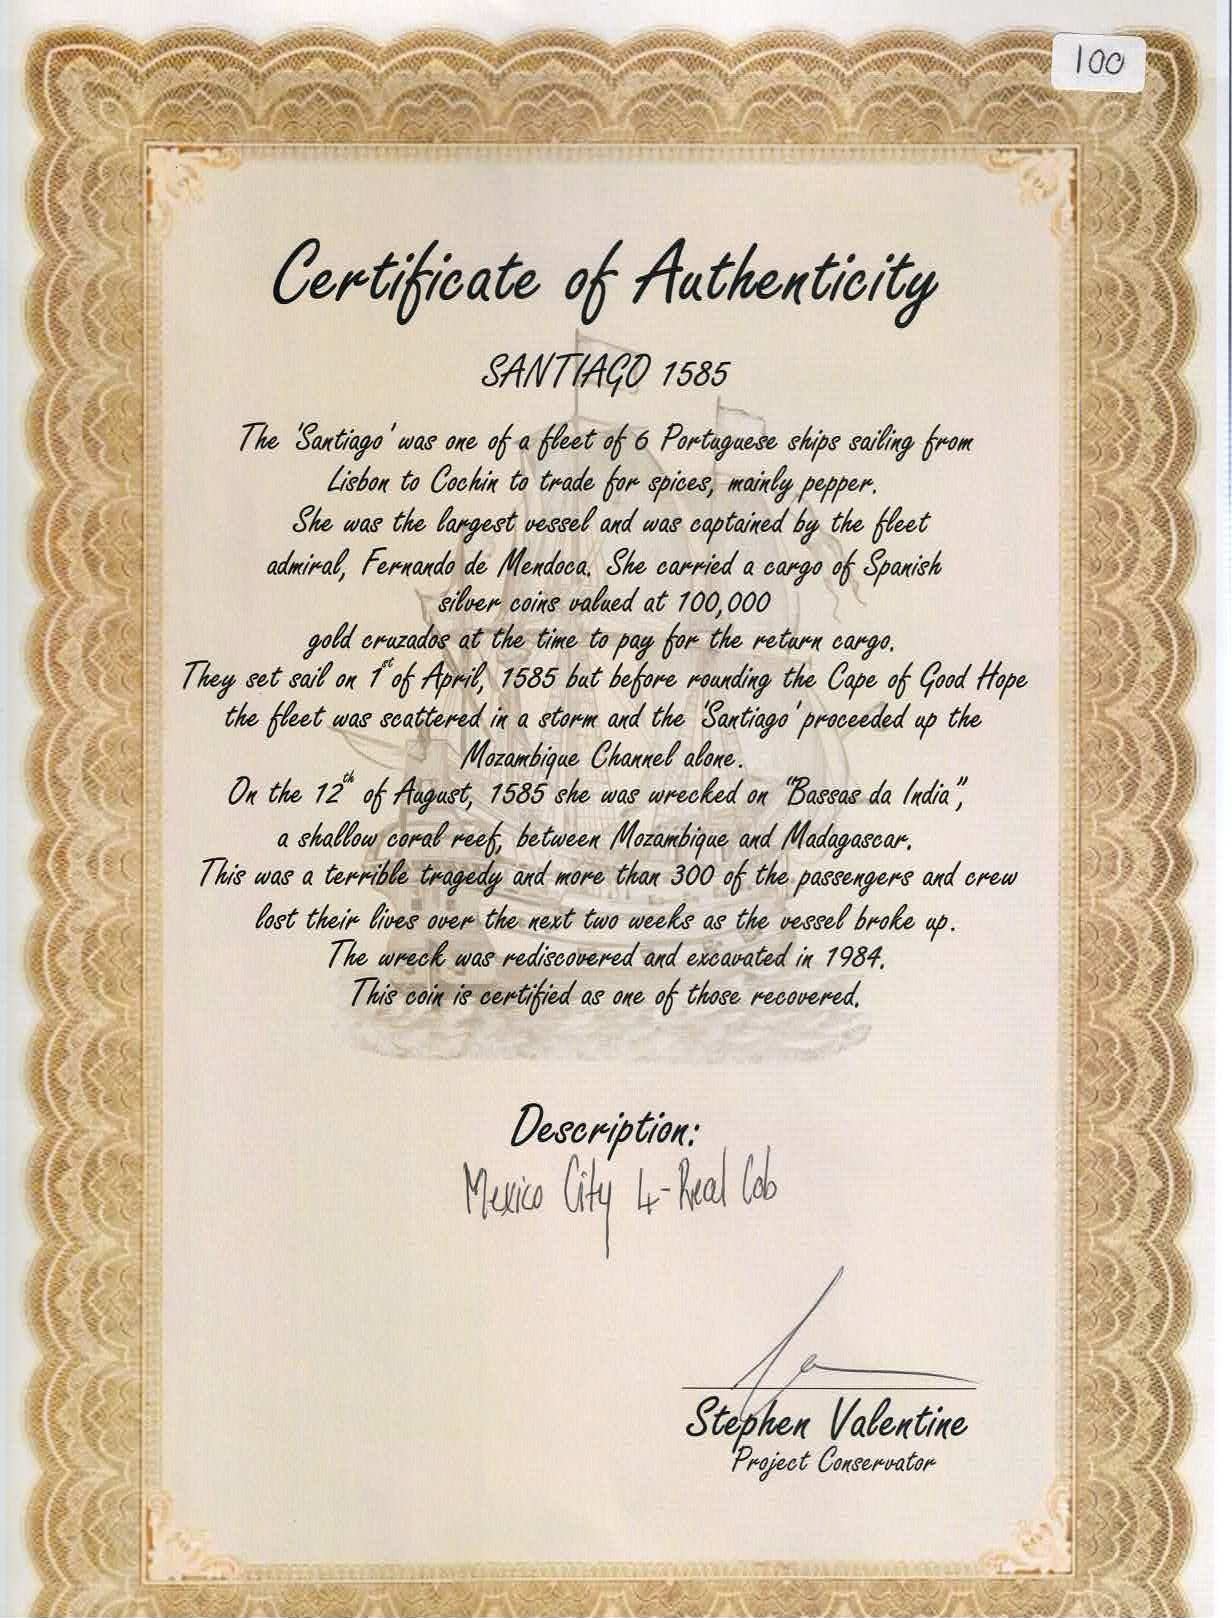 100
Certificate of Authenticity
SANTIAGO 1585
The 'Santiago' was one of a fleet of 6 Portuguese ships sailing from
Lisbon to Cochin to trade for spices, mainly pepper.
She was the largest vessel and was captained by the fleet
admiral, Fernando de Mendoca. She carried a cargo of Spanish
silver coins valued at 100,000
gold cruzados at the time to pay for the return cargo.
They set sail on 1st of April, 1585 but before rounding the Cape of Good Hope
the fleet was scattered in a storm and the 'Santiago' proceeded up the
Mozambique Channel alone.
On the 12th of August, 1585 she was wrecked on "Bassas da India",
a shallow coral reef, between Mozambique and Madagascar.
This was a terrible tragedy and more than 300 of the passengers and crew
lost their lives over the next two weeks as the vessel broke up.
The wreck was rediscovered and excavated in 1984.
This coin is certified as one of those recovered.
Description:
Mexico City 4-Real Cob
Stephen Valentine
Project Conservator